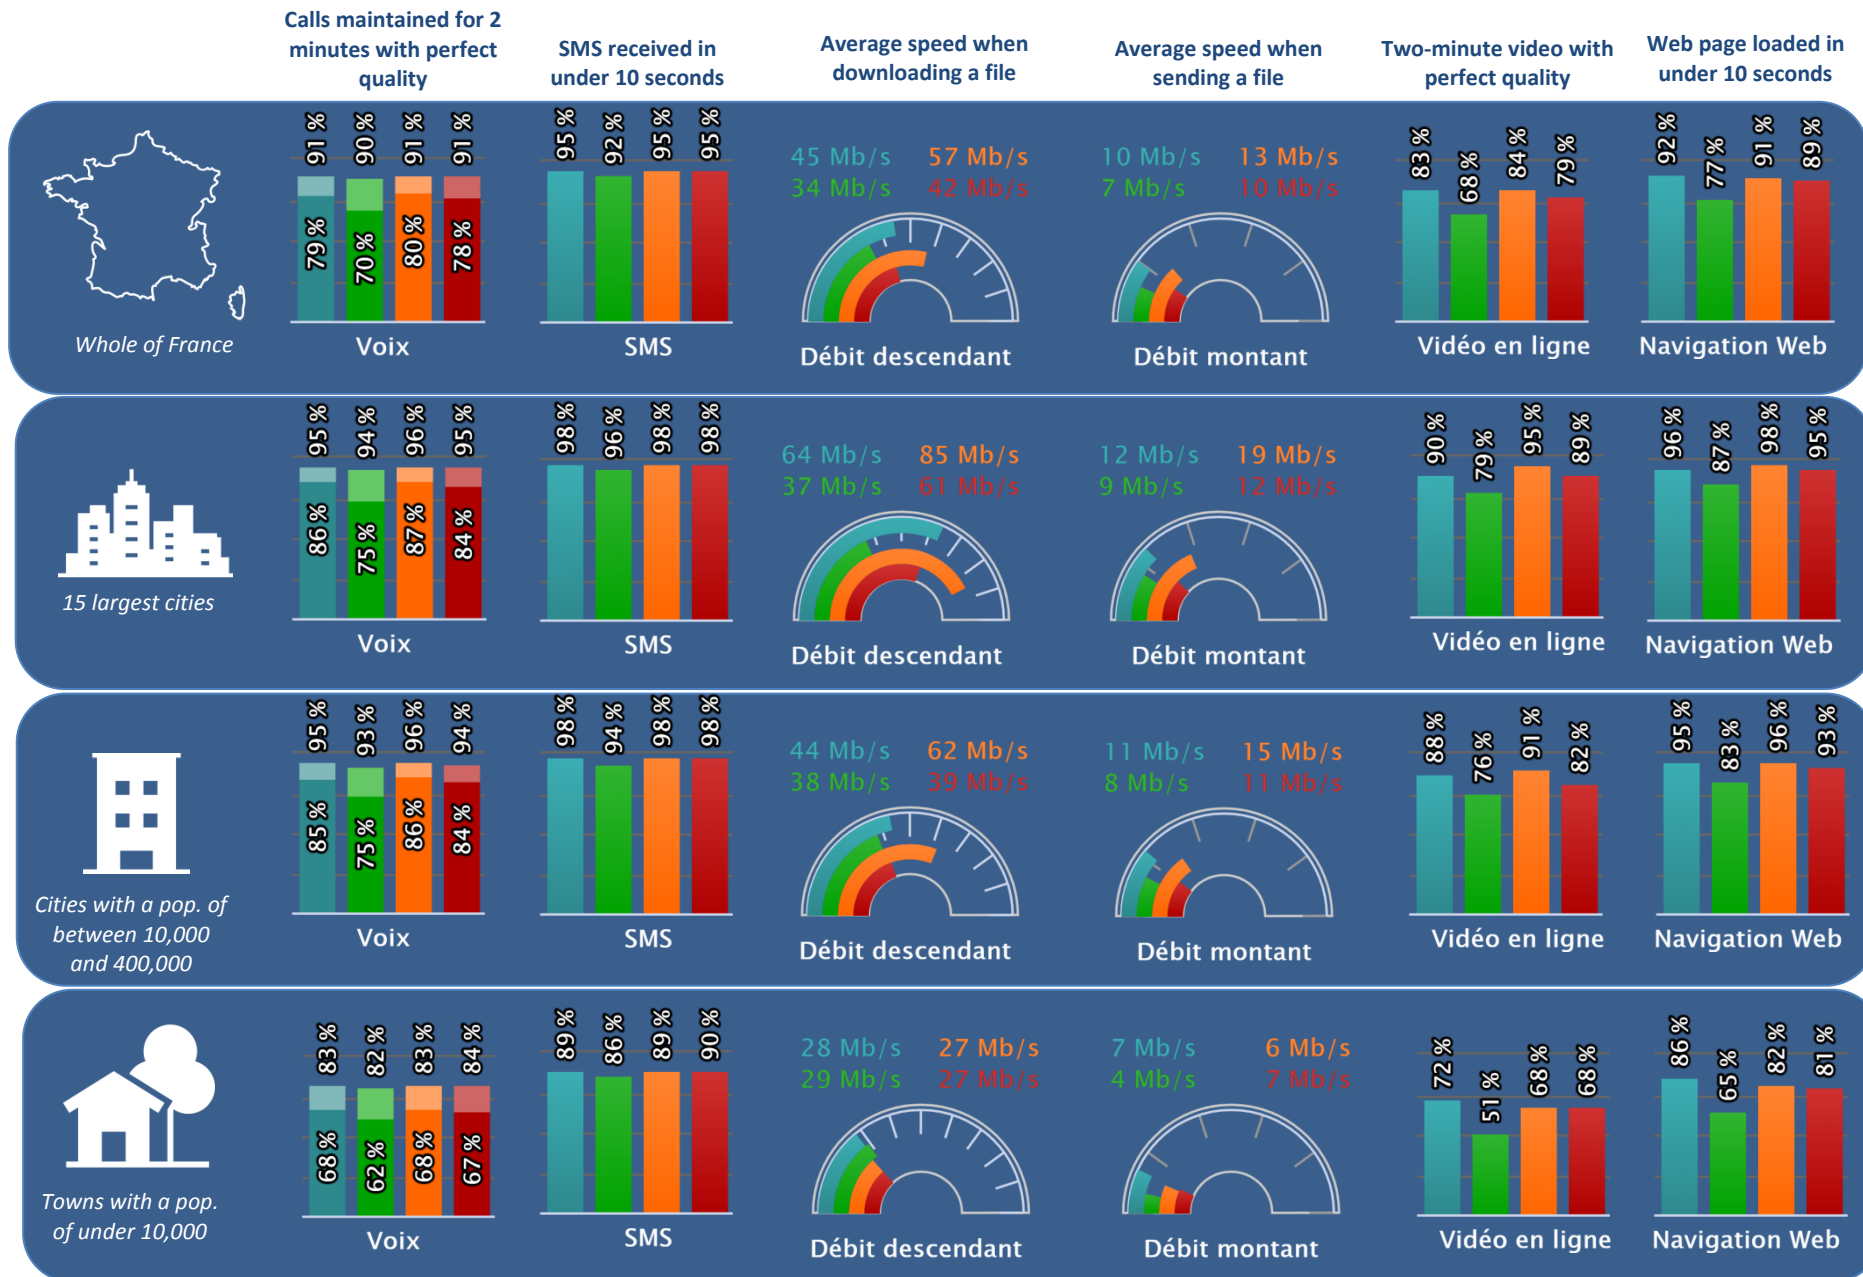 Calls maintained for 2
minutes with perfect
quality
SMS received in
under 10 seconds
Average speed when
downloading a file
Average speed when
sending a file
Two-minute video with
perfect quality
Web page loaded in
under 10 seconds
91 % 90 % 91 % 91 %
79 % 70 % 80 % 78 %
95 % 92 % 95 % 95 %
45 Mb/s 57 Mb/s
34 Mb/s 42 Mb/s
10 Mb/s 13 Mb/s
7 Mb/s 10 Mb/s
83 % 68 % 84 % 79 %
92 % 77 % 91 % 89 %
Whole of France
Voix
SMS
Débit descendant
Débit montant
Vidéo en ligne
Navigation Web
95 % 94 % 96 % 95 %
86 % 75 % 87 % 84 %
98 % 96 % 98 % 98 %
64 Mb/s 85 Mb/s
37 Mb/s 61 Mb/s
12 Mb/s 19 Mb/s
9 Mb/s 12 Mb/s
90 % 79 % 95 % 89 %
96 % 87 % 98 % 95 %
15 largest cities
Voix
SMS
Débit descendant
Débit montant
Vidéo en ligne
Navigation Web
95 % 93 % 96 % 94 %
85 % 75 % 86 % 84 %
98 % 94 % 98 % 98 %
44 Mb/s 62 Mb/s
38 Mb/s 39 Mb/s
11 Mb/s 15 Mb/s
8 Mb/s 11 Mb/s
88 % 76 % 91 % 82 %
95 % 83 % 96 % 93 %
Cities with a pop. of
between 10,000
and 400,000
Voix
SMS
Débit descendant
Débit montant
Vidéo en ligne
Navigation Web
83 % 82 % 83 % 84 %
68 % 62 % 68 % 67 %
89 % 86 % 89 % 90 %
28 Mb/s 27 Mb/s
29 Mb/s 27 Mb/s
7 Mb/s 6 Mb/s
4 Mb/s 7 Mb/s
72 % 51 % 68 % 68 %
86 % 65 % 82 % 81 %
Towns with a pop.
of under 10,000
Voix
SMS
Débit descendant
Débit montant
Vidéo en ligne
Navigation Web